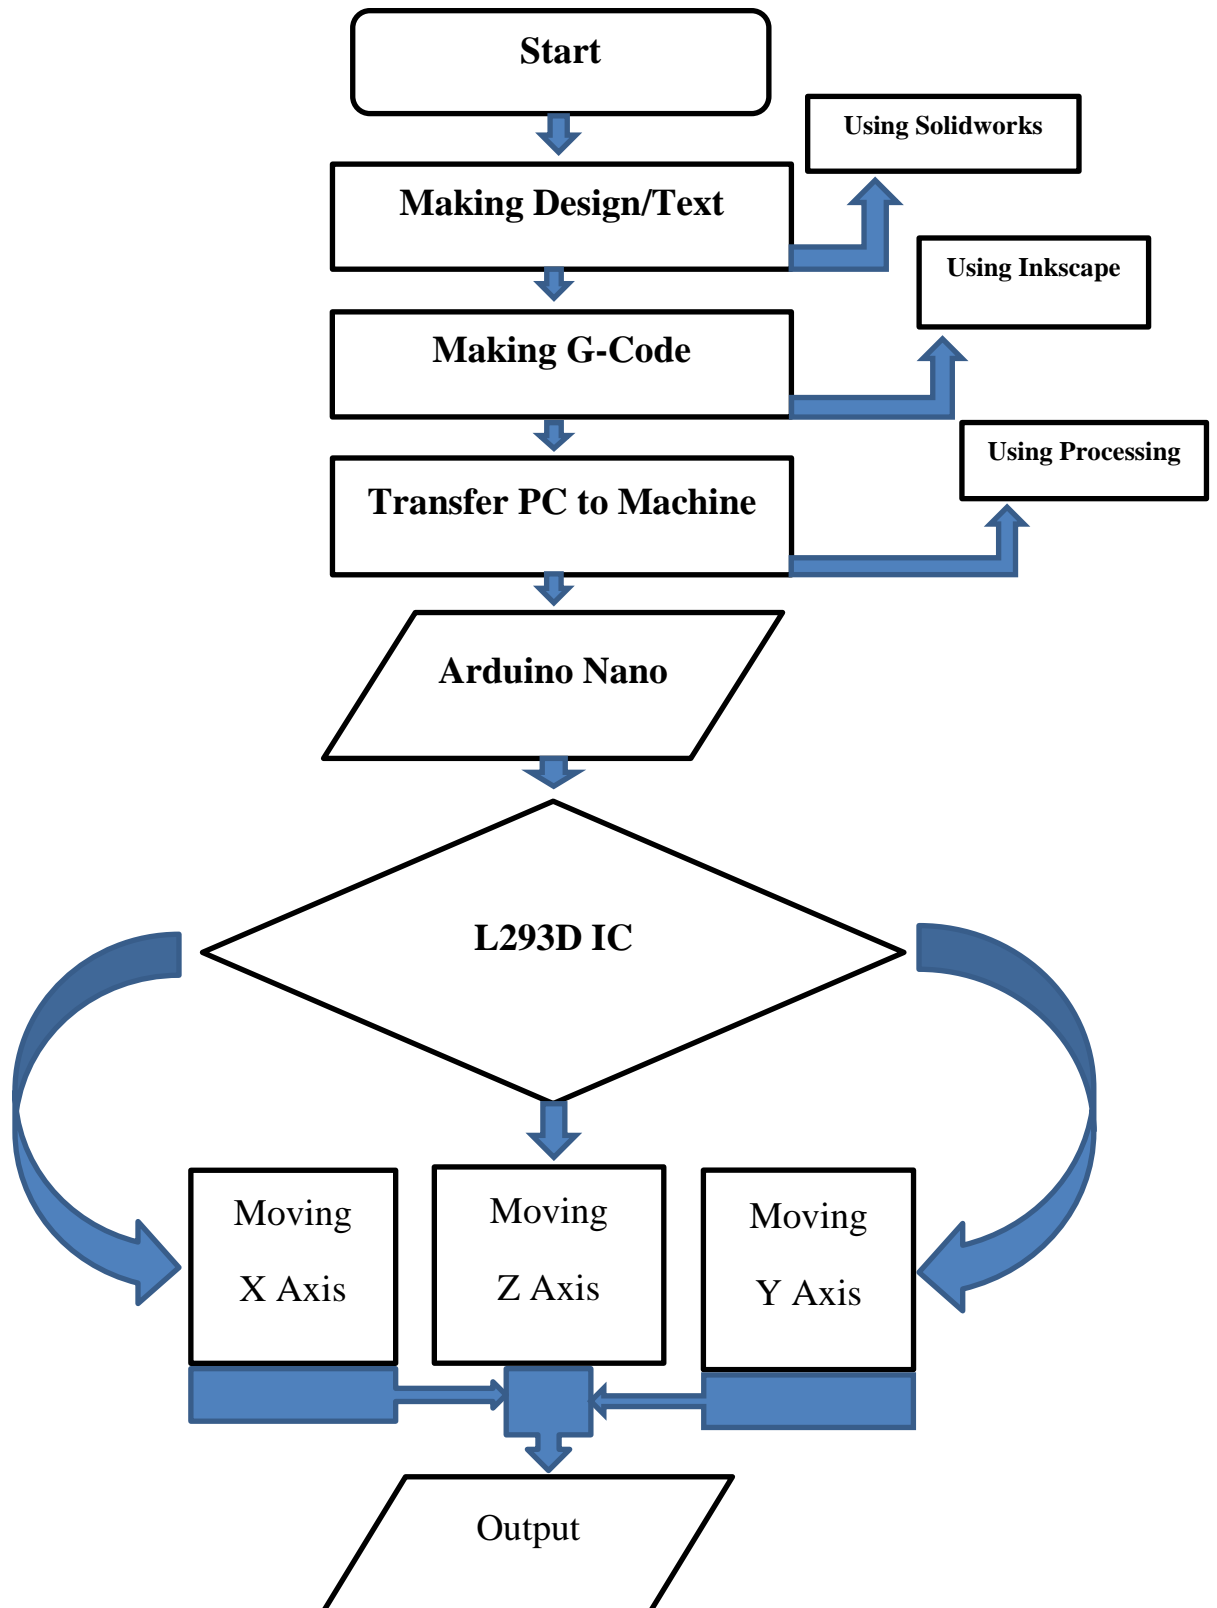 Start
Using Solidworks
Making Design/Text
Using Inkscape
Making G-Code
Using Processing
Transfer PC to Machine
Arduino Nano
L293D IC
Moving
X Axis
Moving
Z Axis
Moving
Y Axis
Output